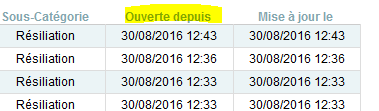 Sous-Catégorie Ouverte depuis Mise à jour le
Résiliation 30/08/2016 12:43 30/08/2016 12:43
Résiliation 30/08/2016 12:36 30/08/2016 12:36
Résiliation 30/08/2016 12:33 30/08/2016 12:33
Résiliation 30/08/2016 12:33 30/08/2016 12:33